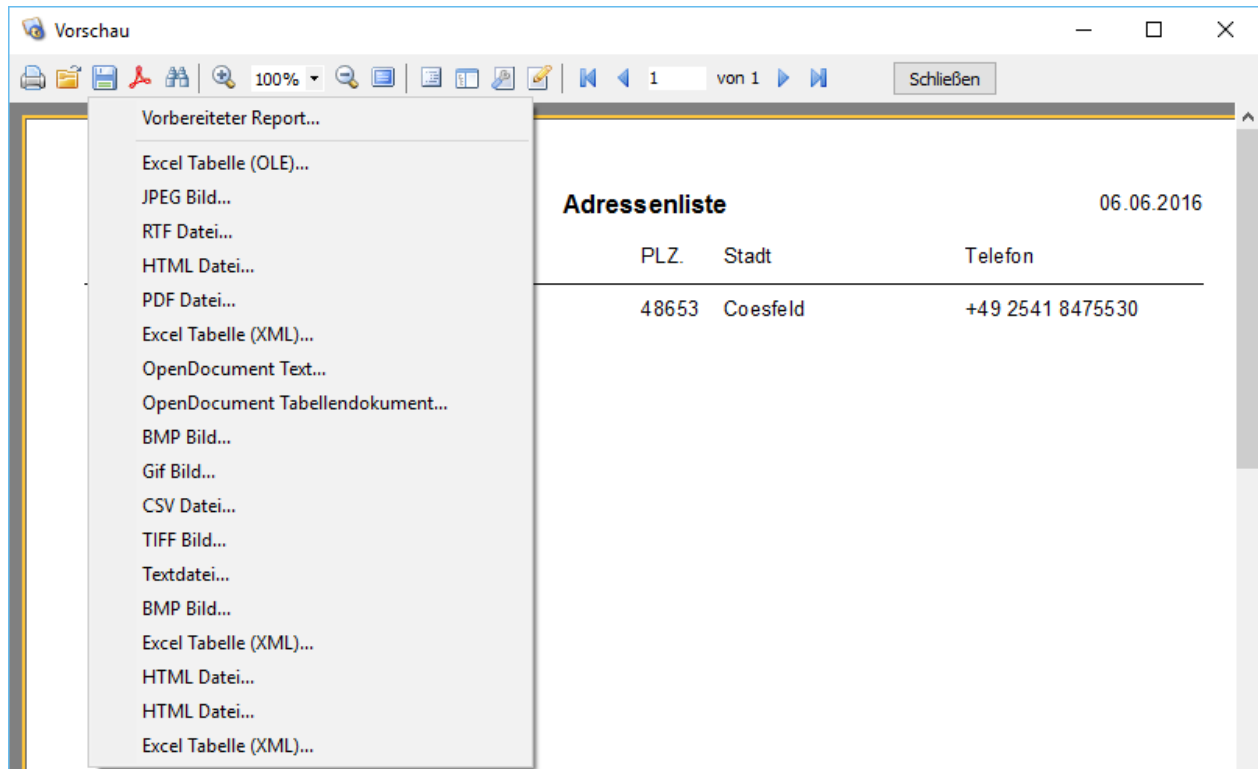 Vorschau
100%
1 von 1
Schließen
Vorbereiteter Report...
Excel Tabelle (OLE)...
JPEG Bild...
RTF Datei...
HTML Datei...
PDF Datei...
Excel Tabelle (XML)...
OpenDocument Text...
OpenDocument Tabellendokument...
BMP Bild...
Gif Bild...
CSV Datei...
TIFF Bild...
Textdatei...
BMP Bild...
Excel Tabelle (XML)...
HTML Datei...
HTML Datei...
Excel Tabelle (XML)...
Adressenliste 06.06.2016
PLZ. Stadt Telefon
48653 Coesfeld +49 2541 8475530